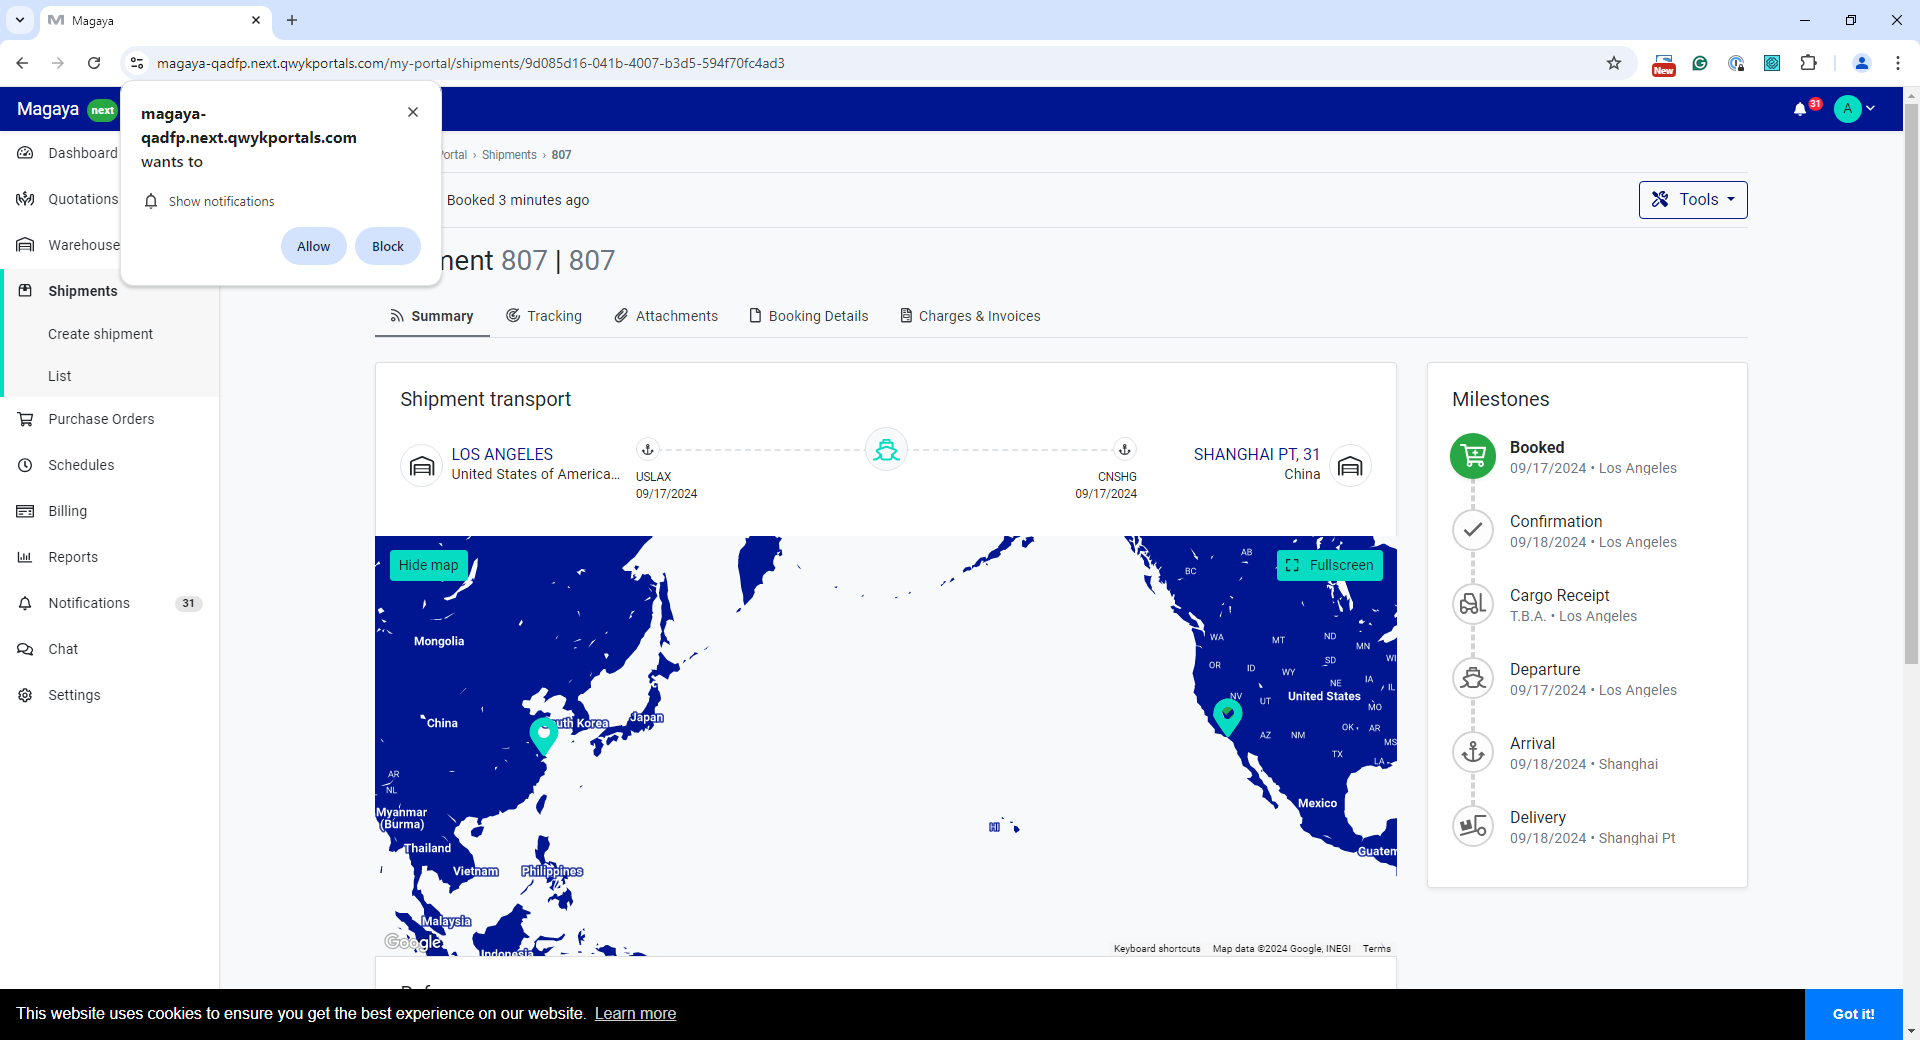 Magaya
magaya-qadfp.next.qwykportals.com/my-portal/shipments/9d085d16-041b-4007-b3d5-594f70fc4ad3
New
Magaya next
31
A
magaya-
qadfp.next.qwykportals.com
wants to
Show notifications
Allow
Block
Dashboard
Quotations
Warehouse
Shipments
Create shipment
List
Purchase Orders
Schedules
Billing
Reports
Notifications 31
Chat
Settings
› Shipments › 807
Booked 3 minutes ago
Tools
807 | 807
Summary
Tracking
Attachments
Booking Details
Charges & Invoices
Shipment transport
LOS ANGELES
United States of America...
USLAX
09/17/2024
CNSHG
09/17/2024
SHANGHAI PT, 31
China
Hide map
Fullscreen
AB
BC
Mongolia
WA
MT
ND
MN
OR
ID
WY
SD
WI
NE
IA
IL
NV
UT
United States
MO
China
South Korea
Japan
OK
AR
AZ
NM
MS
TX
LA
AR
NL
Myanmar
(Burma)
Mexico
HI
Thailand
Guatem
Vietnam
Philippines
Malaysia
Indonesia
Google
Keyboard shortcuts
Map data ©2024 Google, INEGI
Terms
Milestones
Booked
09/17/2024 • Los Angeles
Confirmation
09/18/2024 • Los Angeles
Cargo Receipt
T.B.A. • Los Angeles
Departure
09/17/2024 • Los Angeles
Arrival
09/18/2024 • Shanghai
Delivery
09/18/2024 • Shanghai Pt
This website uses cookies to ensure you get the best experience on our website. Learn more
Got it!